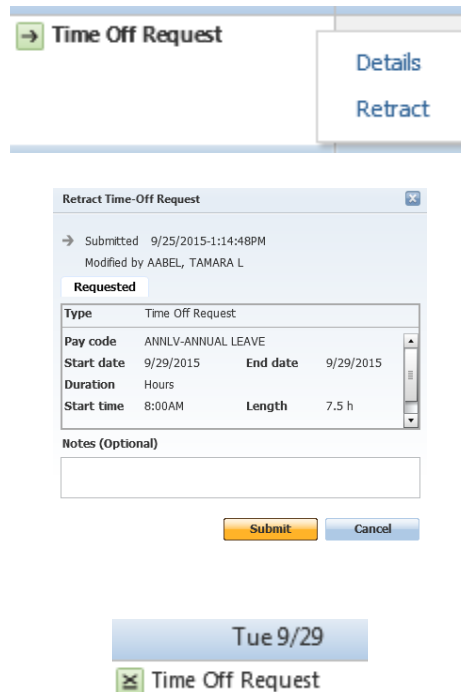 Time Off Request
Details
Retract
Retract Time-Off Request
Submitted 9/25/2015-1:14:48PM
Modified by AABEL, TAMARA L
Requested
Type Time Off Request
Pay code ANNLV-ANNUAL LEAVE
Start date 9/29/2015 End date 9/29/2015
Duration Hours
Start time 8:00AM Length 7.5 h
Notes (Optional)
Submit Cancel
Tue 9/29
Time Off Request